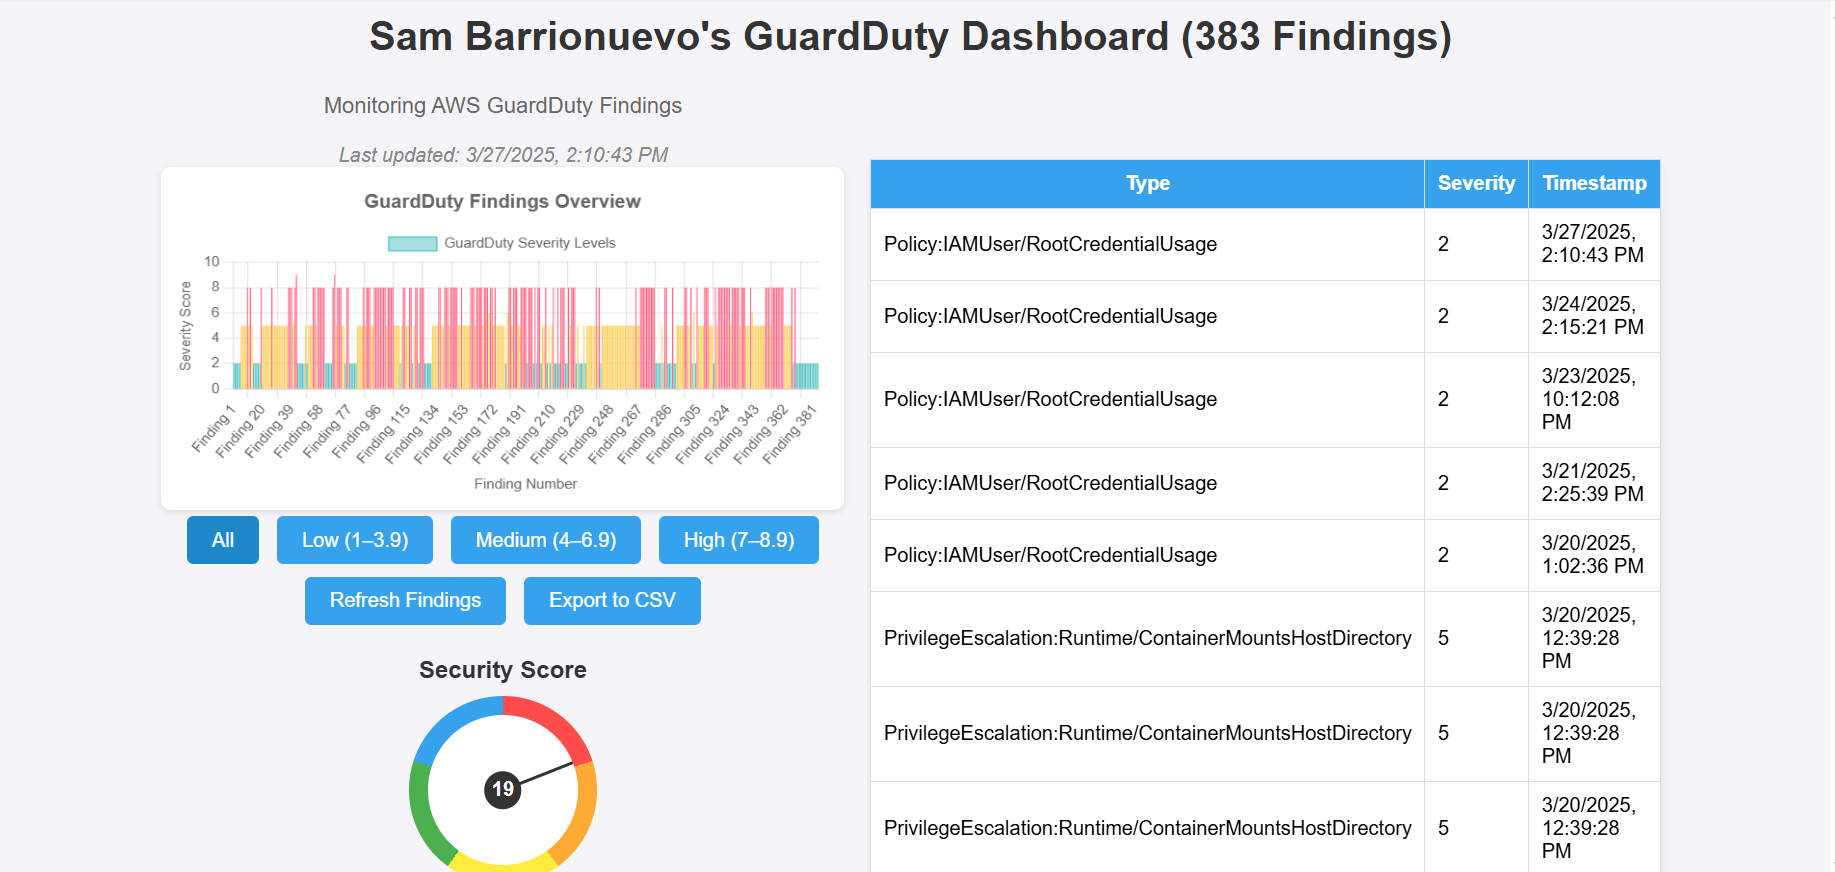 Sam Barrionuevo's GuardDuty Dashboard (383 Findings)
Monitoring AWS GuardDuty Findings
Last updated: 3/27/2025, 2:10:43 PM
GuardDuty Findings Overview
GuardDuty Severity Levels
Severity Score
10
8
6
4
2
0
Finding 1
Finding 20
Finding 39
Finding 58
Finding 77
Finding 96
Finding 115
Finding 134
Finding 153
Finding 172
Finding 191
Finding 210
Finding 229
Finding 248
Finding 267
Finding 286
Finding 305
Finding 324
Finding 343
Finding 362
Finding 381
Finding Number
All
Low (1–3.9)
Medium (4–6.9)
High (7–8.9)
Refresh Findings
Export to CSV
Security Score
19
Type Severity Timestamp
Policy:IAMUser/RootCredentialUsage 2 3/27/2025,
2:10:43 PM
Policy:IAMUser/RootCredentialUsage 2 3/24/2025,
2:15:21 PM
Policy:IAMUser/RootCredentialUsage 2 3/23/2025,
10:12:08
PM
Policy:IAMUser/RootCredentialUsage 2 3/21/2025,
2:25:39 PM
Policy:IAMUser/RootCredentialUsage 2 3/20/2025,
1:02:36 PM
PrivilegeEscalation:Runtime/ContainerMountsHostDirectory 5 3/20/2025,
12:39:28
PM
PrivilegeEscalation:Runtime/ContainerMountsHostDirectory 5 3/20/2025,
12:39:28
PM
PrivilegeEscalation:Runtime/ContainerMountsHostDirectory 5 3/20/2025,
12:39:28
PM